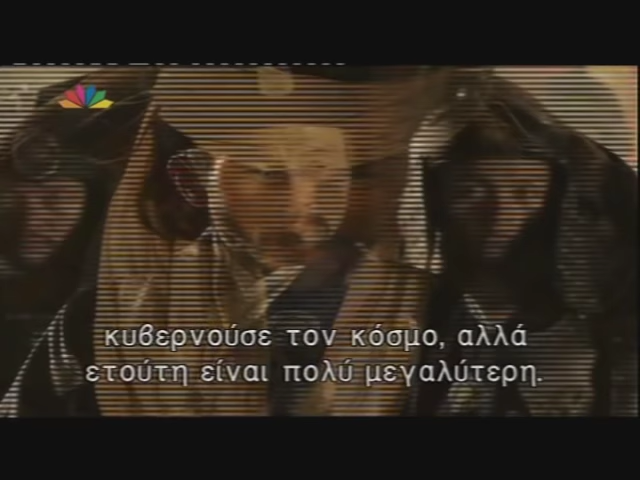 κυβερνούσε τον κόσμο, αλλά
ετούτη είναι πολύ μεγαλύτερη.